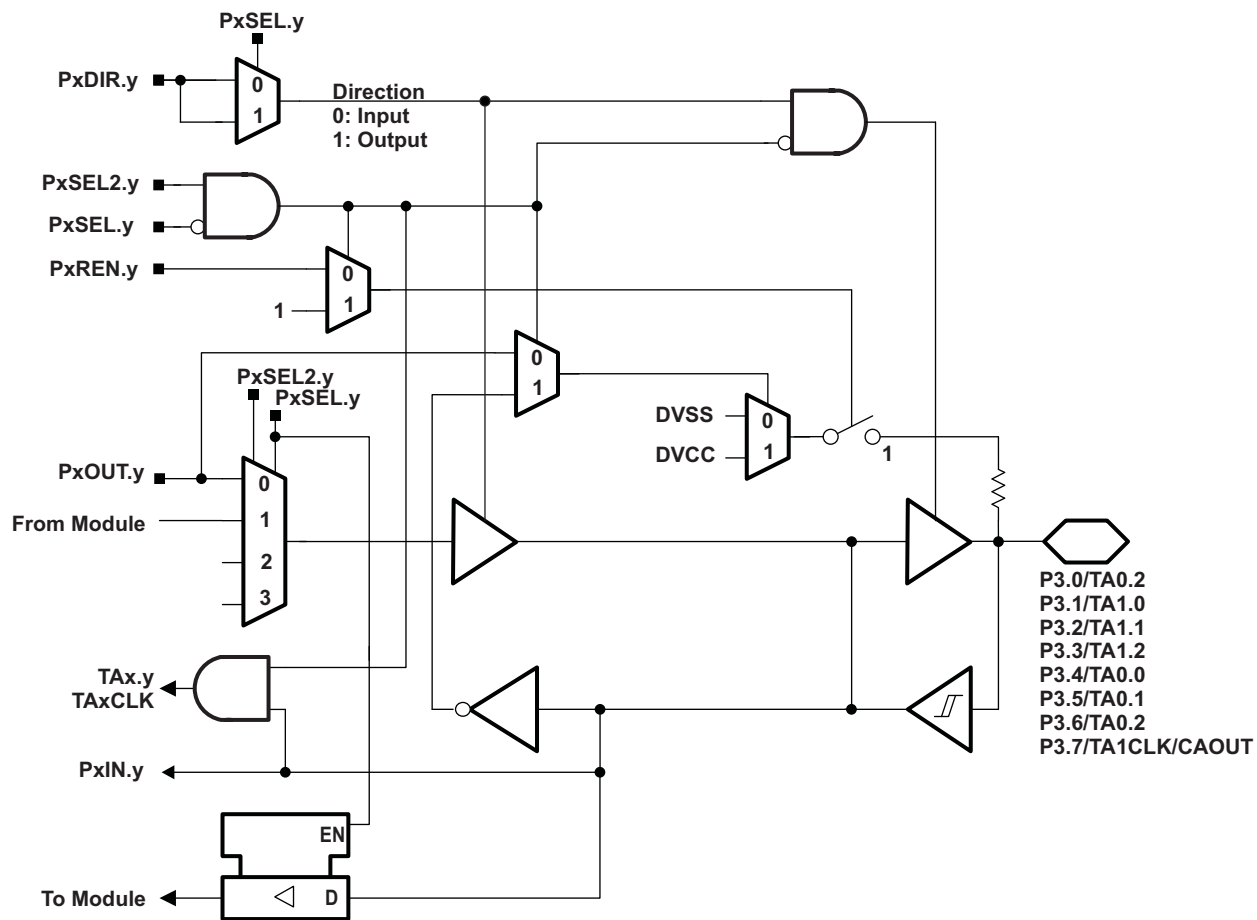 PxSEL.y
PxDIR.y
0
1
Direction
0: Input
1: Output
PxSEL2.y
PxSEL.y
PxREN.y
0
1
1
0
1
PxSEL2.y
PxSEL.y
DVSS
DVCC
0
1
1
PxOUT.y
From Module
0
1
2
3
P3.0/TA0.2
P3.1/TA1.0
P3.2/TA1.1
P3.3/TA1.2
P3.4/TA0.0
P3.5/TA0.1
P3.6/TA0.2
P3.7/TA1CLK/CAOUT
TAx.y
TAxCLK
PxIN.y
EN
D
To Module